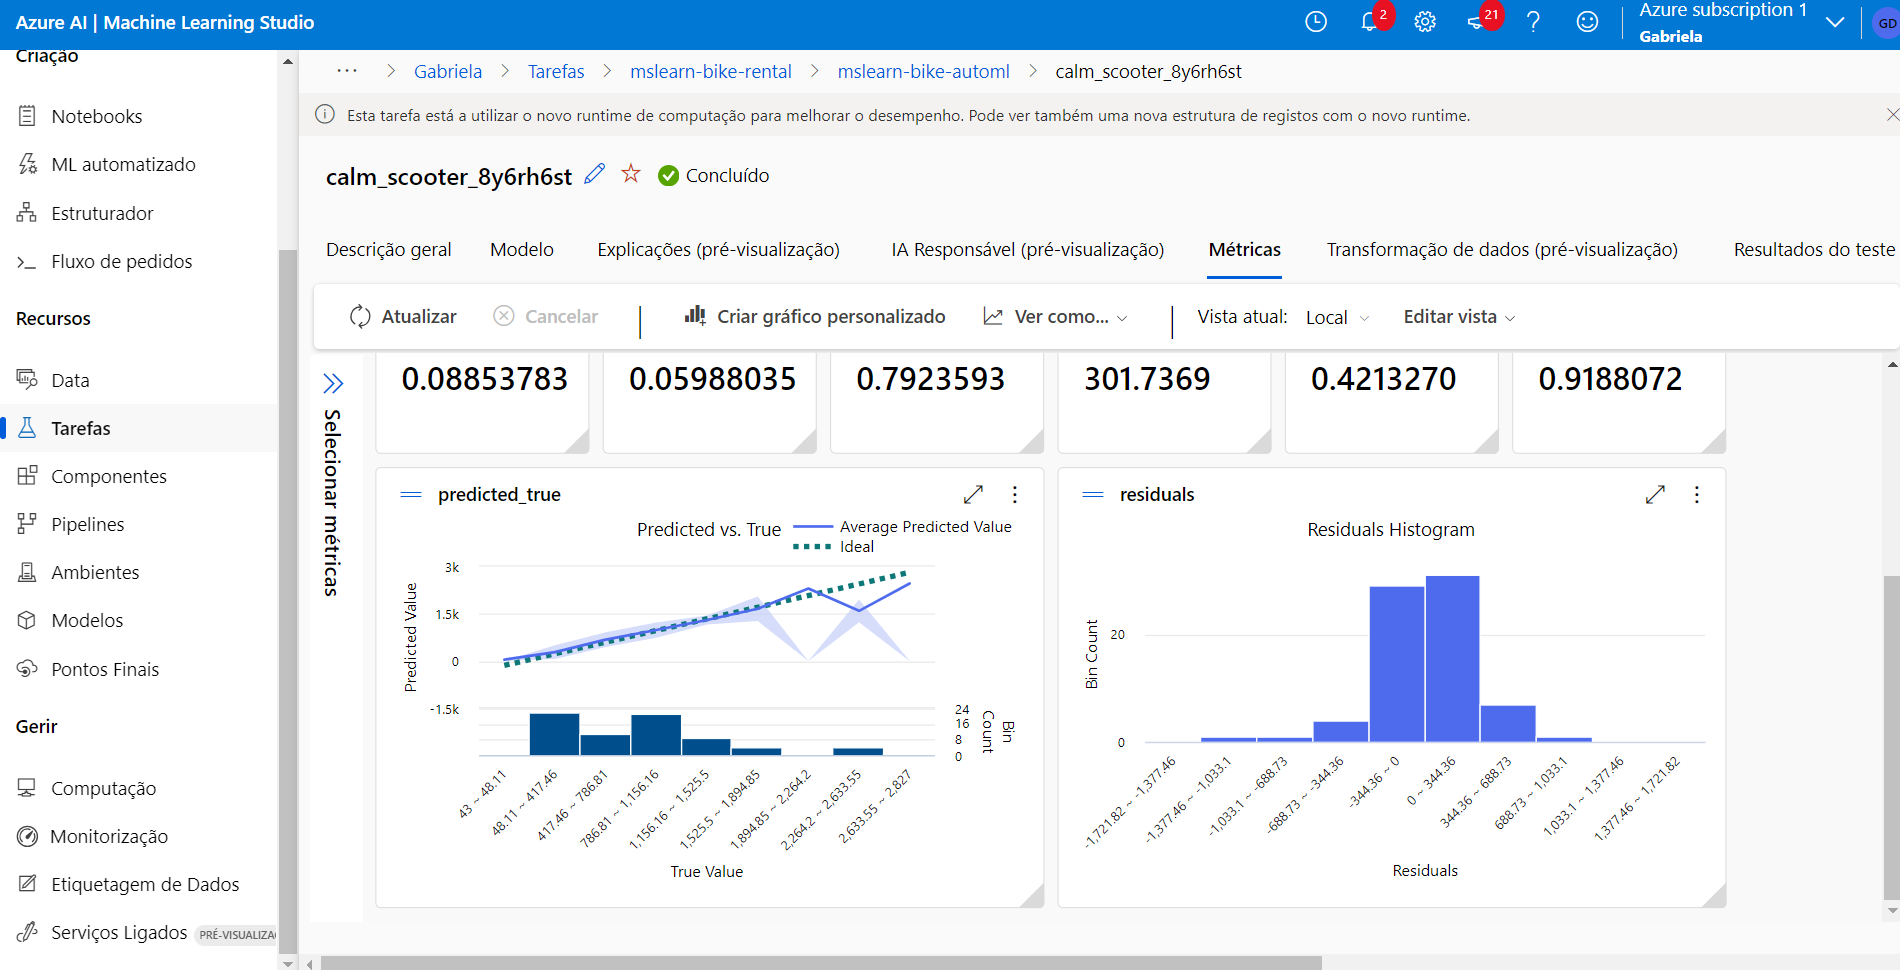 Azure AI | Machine Learning Studio
2
21
Azure subscription 1
Gabriela
GD
Criação
Notebooks
ML automatizado
Estruturador
Fluxo de pedidos
Recursos
Data
Tarefas
Componentes
Pipelines
Ambientes
Modelos
Pontos Finais
Gerir
Computação
Monitorização
Etiquetagem de Dados
Serviços Ligados PRÉ-VISUALIZA
··· > Gabriela > Tarefas > mslearn-bike-rental > mslearn-bike-automl > calm_scooter_8y6rh6st
Esta tarefa está a utilizar o novo runtime de computação para melhorar o desempenho. Pode ver também uma nova estrutura de registos com o novo runtime.
calm_scooter_8y6rh6st Concluído
Descrição geral Modelo Explicações (pré-visualização) IA Responsável (pré-visualização) Métricas Transformação de dados (pré-visualização) Resultados do teste
Atualizar Cancelar Criar gráfico personalizado Ver como... Vista atual: Local Editar vista
Selecionar métricas
0.08853783 0.05988035 0.7923593 301.7369 0.4213270 0.9188072
predicted_true
Predicted vs. True
Average Predicted Value
Ideal
Predicted Value
3k
1.5k
0
-1.5k
24
16
8
0
Bin
Count
43 ~ 48.11
48.11 ~ 417.46
417.46 ~ 786.81
786.81 ~ 1,156.16
1,156.16 ~ 1,525.5
1,525.5 ~ 1,894.85
1,894.85 ~ 2,264.2
2,264.2 ~ 2,633.55
2,633.55 ~ 2,827
True Value
residuals
Residuals Histogram
Bin Count
20
0
-1,721.82 ~ -1,377.46
-1,377.46 ~ -1,033.1
-1,033.1 ~ -688.73
-688.73 ~ -344.36
-344.36 ~ 0
0 ~ 344.36
344.36 ~ 688.73
688.73 ~ 1,033.1
1,033.1 ~ 1,377.46
1,377.46 ~ 1,721.82
Residuals